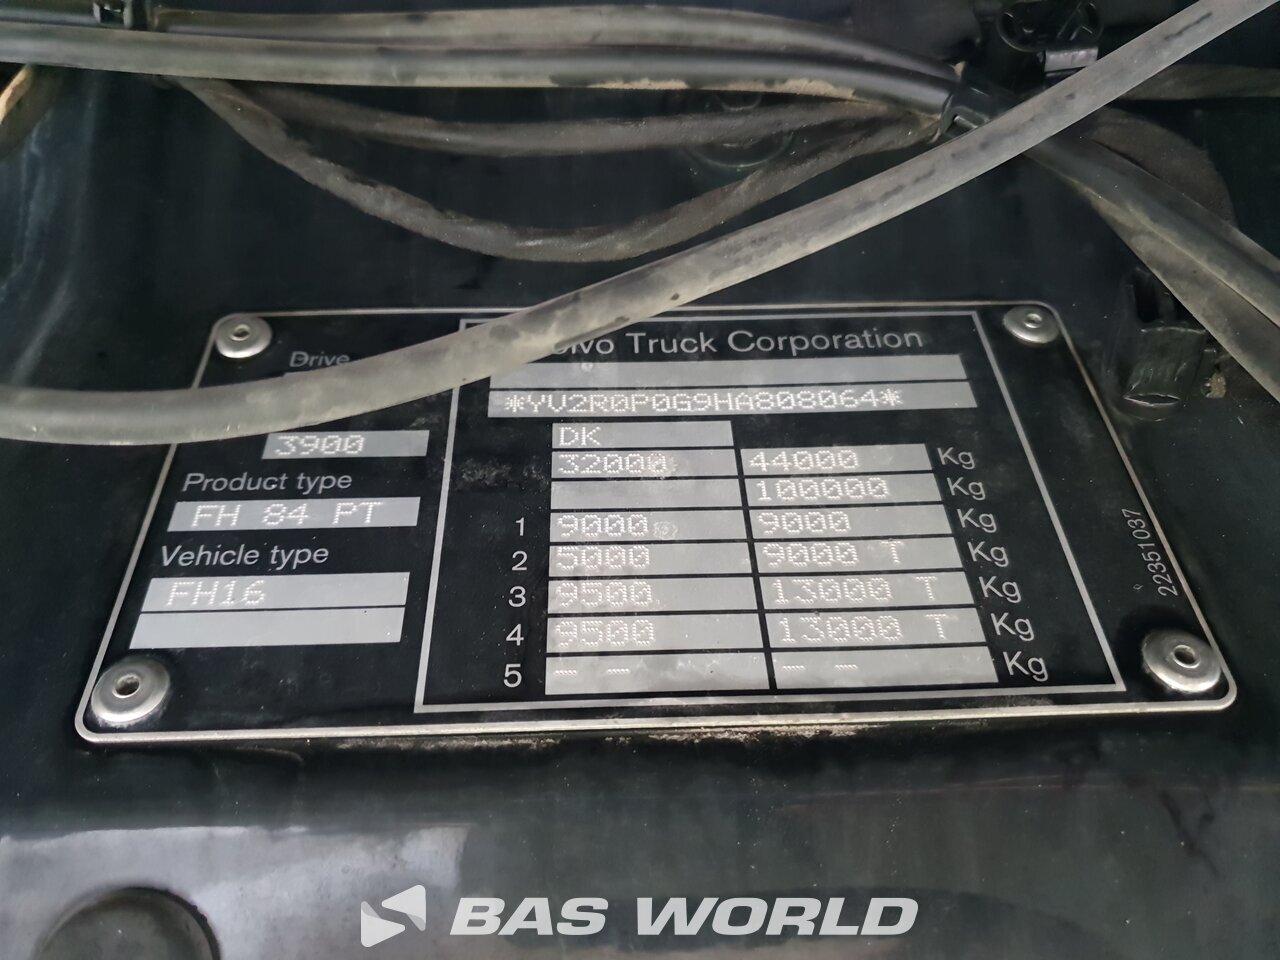 Drive
3900
Product type
FH 84 PT
Vehicle type
FH16
Truck Corporation
*YV2R0P0G9HA808064*
DK
32000 44000 Kg
100000 Kg
1 9000 9000 Kg
2 5000 9000 T Kg
3 9500 13000 T Kg
4 9500 13000 T Kg
5 - - - - Kg
22351037
BAS WORLD